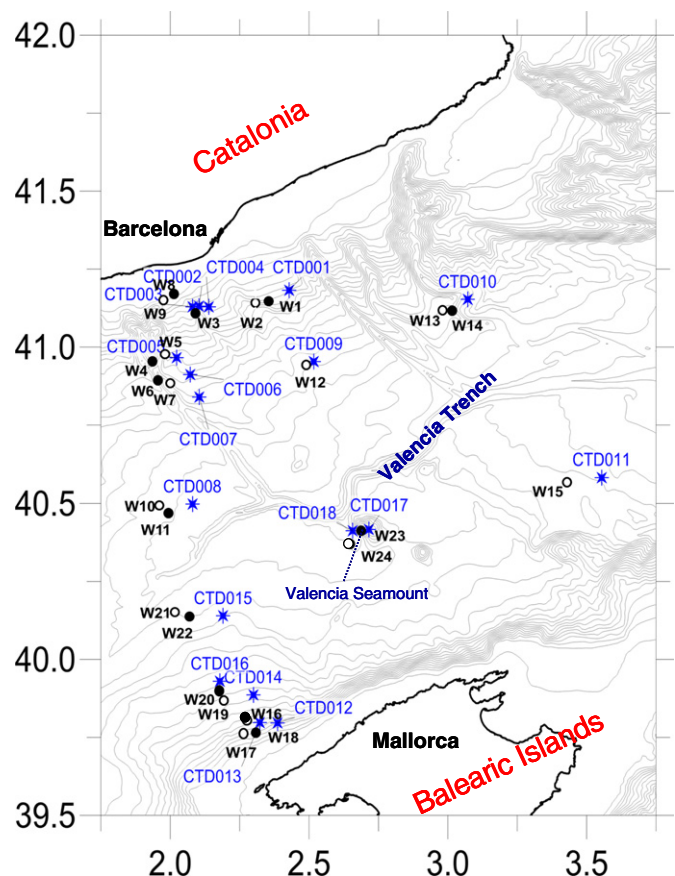 42.0
Catalonia
41.5
Barcelona
CTD002
CTD004
CTD001
W8
CTD003
CTD010
W9
W3
W2
W1
W13
W14
41.0
CTD005
W5
CTD009
W4
W12
W6
W7
CTD006
CTD007
Valencia Trench
CTD011
CTD008
W15
40.5
W10
W11
CTD018
CTD017
W23
W24
Valencia Seamount
CTD015
W21
W22
40.0
CTD016
CTD014
W20
W19
W16
CTD012
W18
W17
Mallorca
CTD013
Balearic Islands
39.5
2.0
2.5
3.0
3.5